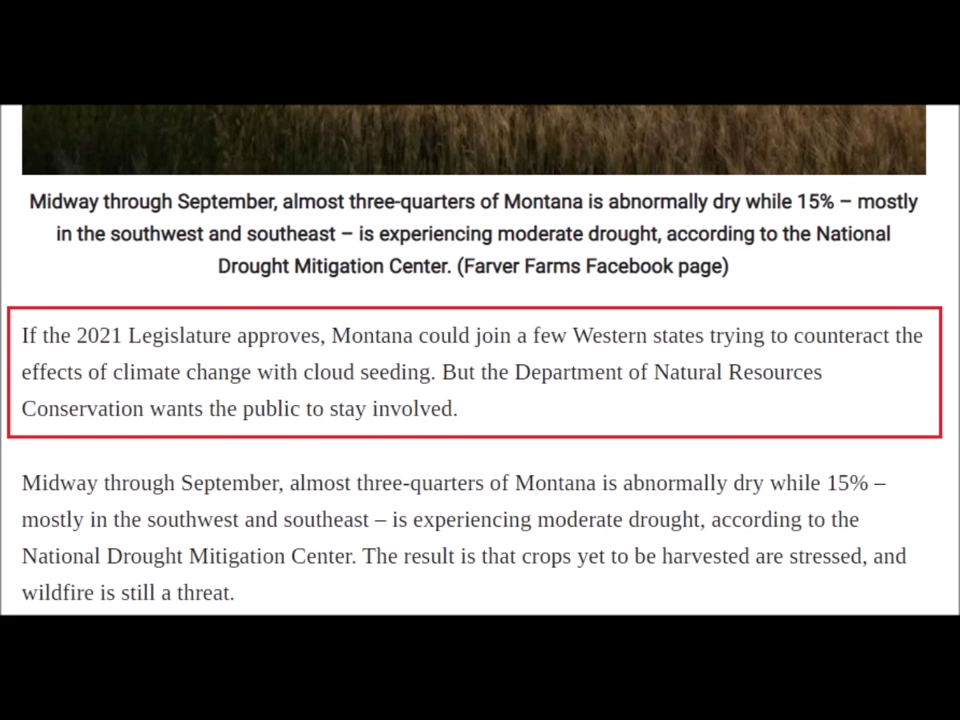 Midway through September, almost three-quarters of Montana is abnormally dry while 15% – mostly
in the southwest and southeast – is experiencing moderate drought, according to the National
Drought Mitigation Center. (Farver Farms Facebook page)
If the 2021 Legislature approves, Montana could join a few Western states trying to counteract the
effects of climate change with cloud seeding. But the Department of Natural Resources
Conservation wants the public to stay involved.
Midway through September, almost three-quarters of Montana is abnormally dry while 15% –
mostly in the southwest and southeast – is experiencing moderate drought, according to the
National Drought Mitigation Center. The result is that crops yet to be harvested are stressed, and
wildfire is still a threat.